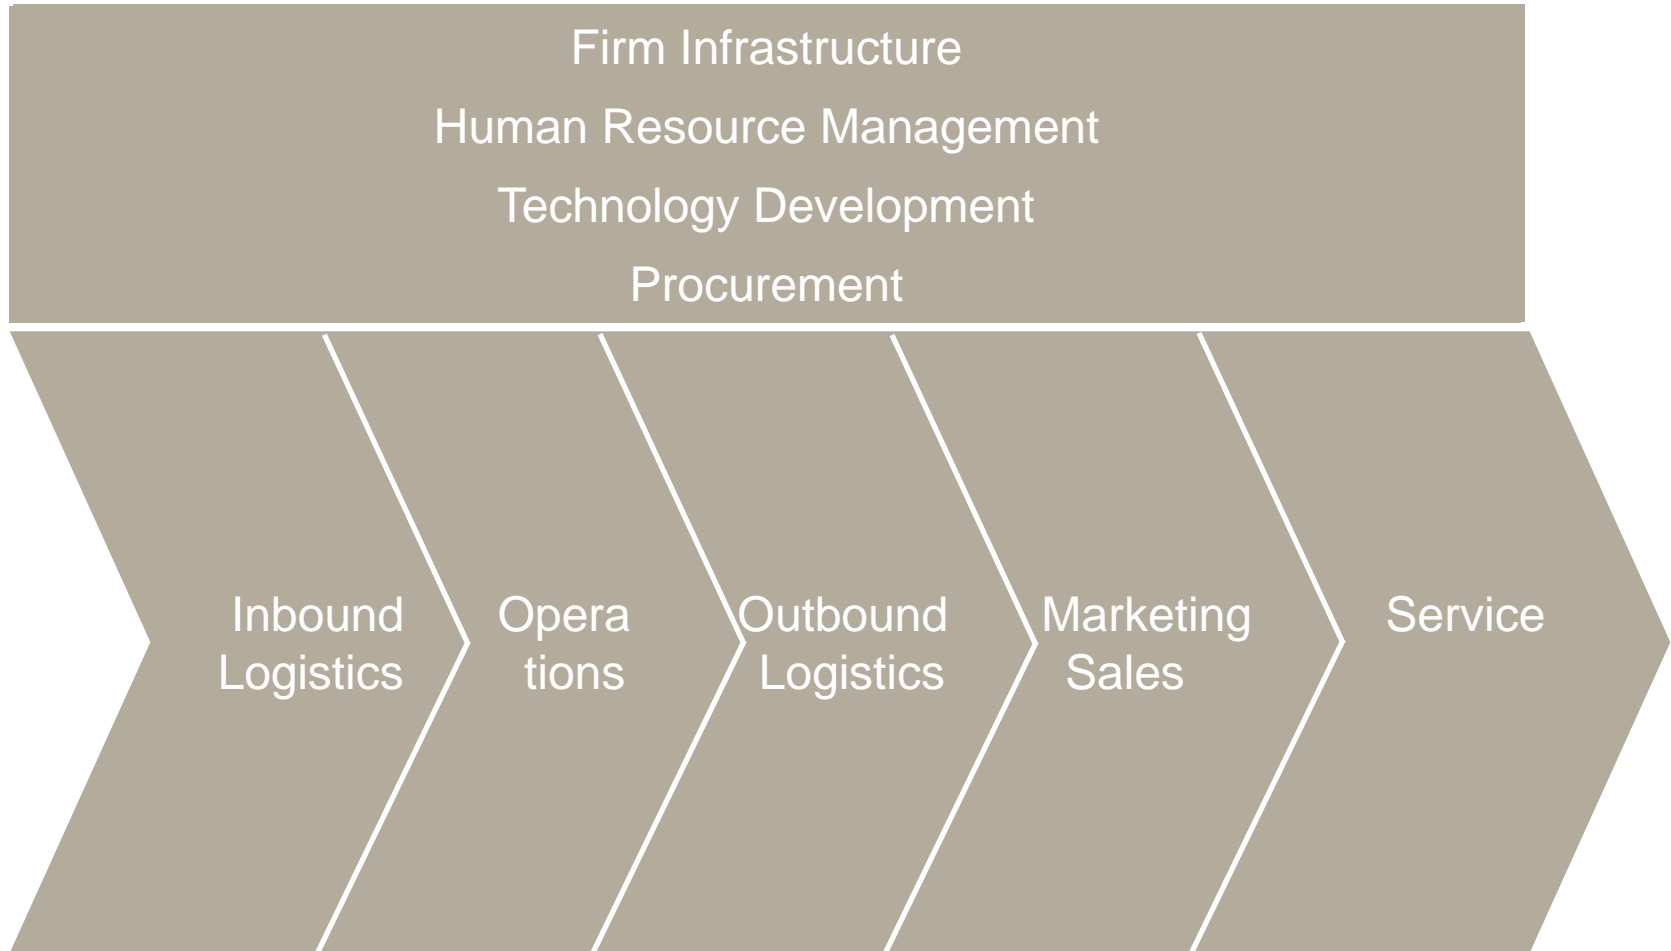 Firm Infrastructure
Human Resource Management
Technology Development
Procurement
Inbound
Logistics
Opera
tions
Outbound
Logistics
Marketing
Sales
Service